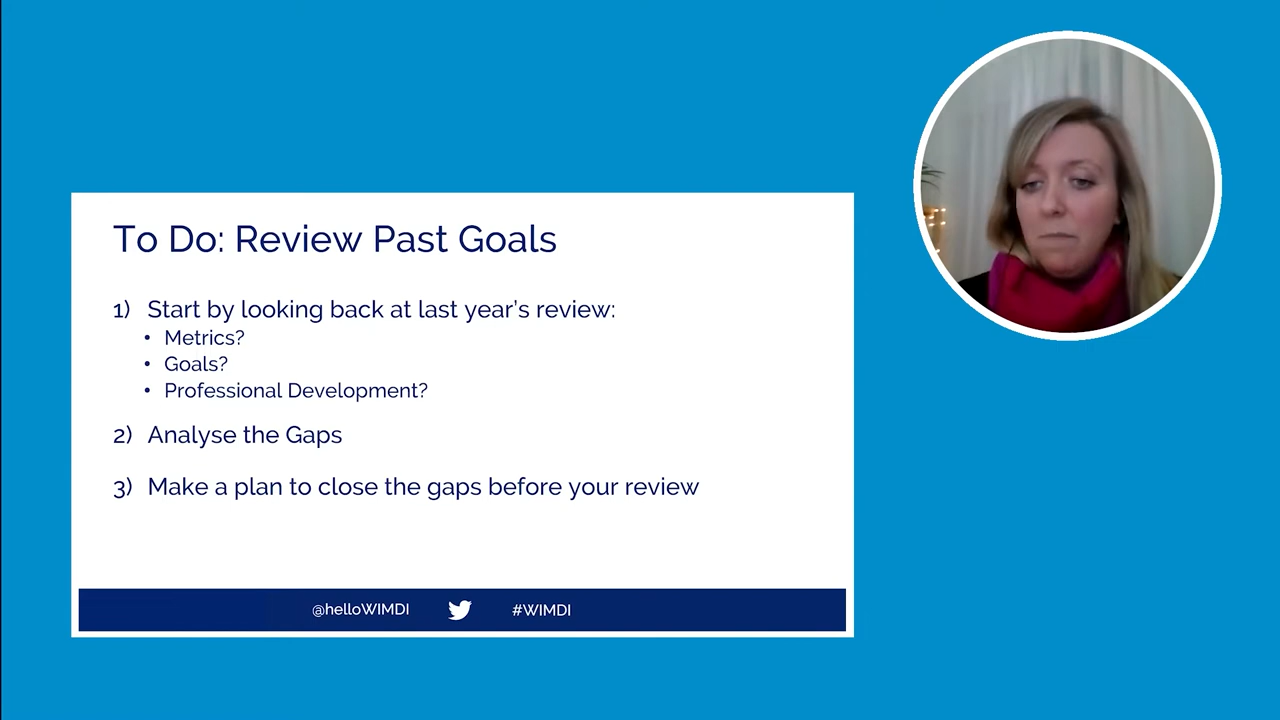 To Do: Review Past Goals
1) Start by looking back at last year's review:
• Metrics?
• Goals?
• Professional Development?
2) Analyse the Gaps
3) Make a plan to close the gaps before your review
@helloWIMDI #WIMDI